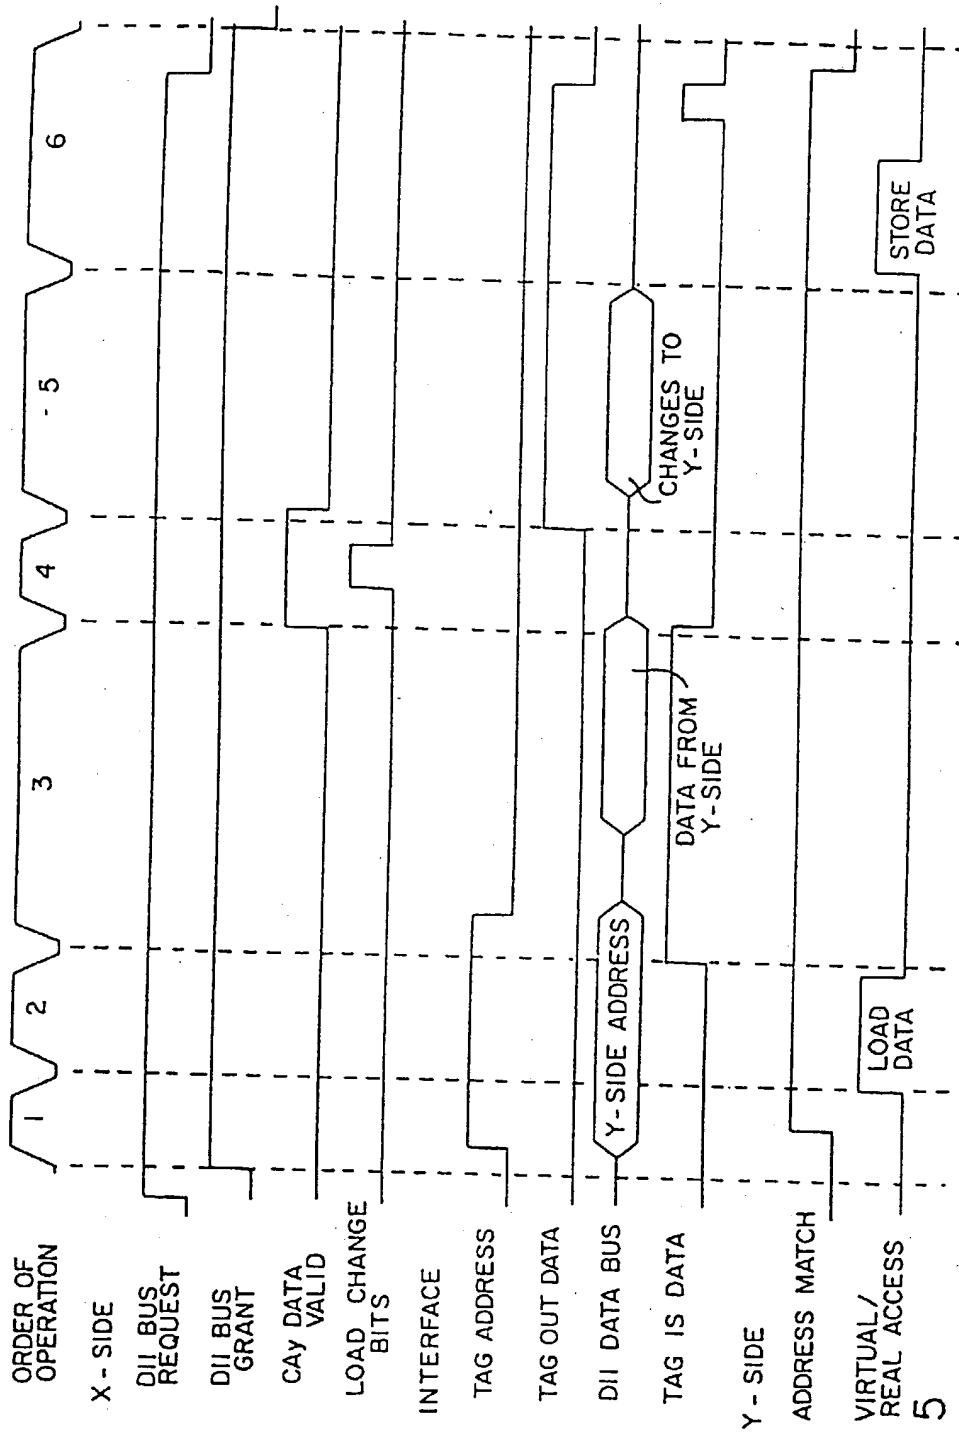 ORDER OF
OPERATION
1
2
3
4
- 5
6
X - SIDE
DII BUS
REQUEST
DII BUS
GRANT
CAy DATA
VALID
LOAD CHANGE
BITS
INTERFACE
TAG ADDRESS
TAG OUT DATA
DII DATA BUS
Y-SIDE ADDRESS
DATA FROM
Y-SIDE
CHANGES TO
Y-SIDE
TAG IS DATA
Y - SIDE
ADDRESS MATCH
VIRTUAL/
REAL ACCESS
LOAD
DATA
STORE
DATA
5